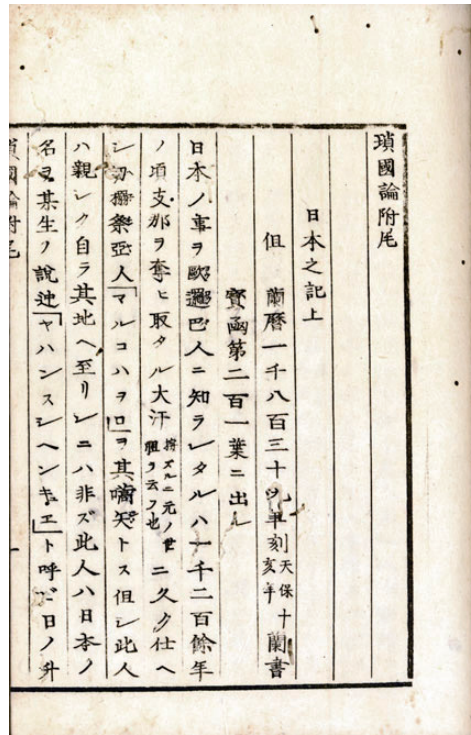 瑣國論附尾
日本之記上
但 蘭暦一千八百三十九年刻天保十亥年蘭書
寳函第二百一葉ニ出ル
日本ノ事ヲ歐邏巴人ニ知ラレタルハ一千二百餘年
ノ頃支那ヲ奪ヒ取タル大汗按ズルニ元ノ世祖ヲ云フ也ニ久ク仕ヘ
シ勿搦祭亞人「マルコハヲロ」ヲ其嚆矢トス但シ此人
ハ親シク自ラ其地ヘ至リシニハ非ズ此人ハ日本ノ
名ヲ某生ノ說迚「ヤハンスレヘンキエ」ト呼ビ日ノ升
國論附尾